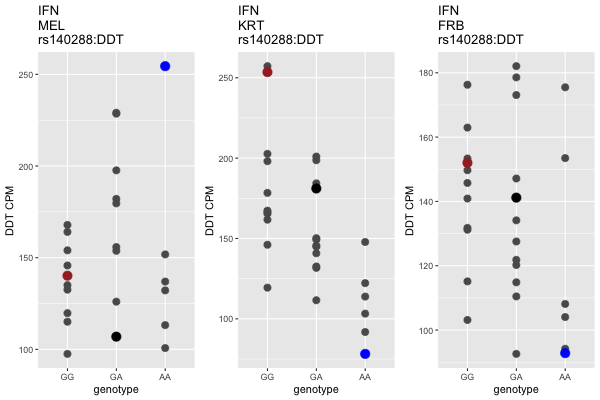 IFN
MEL
rs140288:DDT
250
200
150
100
DDT CPM
GG
GA
AA
genotype
IFN
KRT
rs140288:DDT
250
200
150
100
DDT CPM
GG
GA
AA
genotype
IFN
FRB
rs140288:DDT
180
160
140
120
100
DDT CPM
GG
GA
AA
genotype